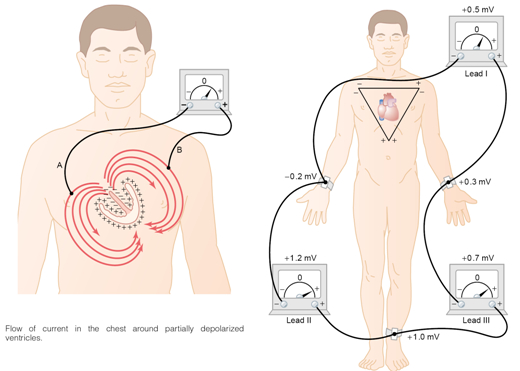 0
− +
− +
A
B
Flow of current in the chest around partially depolarized
ventricles.
+0.5 mV
0
− +
− +
Lead I
− +
− +
+ +
−0.2 mV
+0.3 mV
+1.2 mV
0
− +
− +
Lead II
+0.7 mV
0
− +
− +
Lead III
+1.0 mV